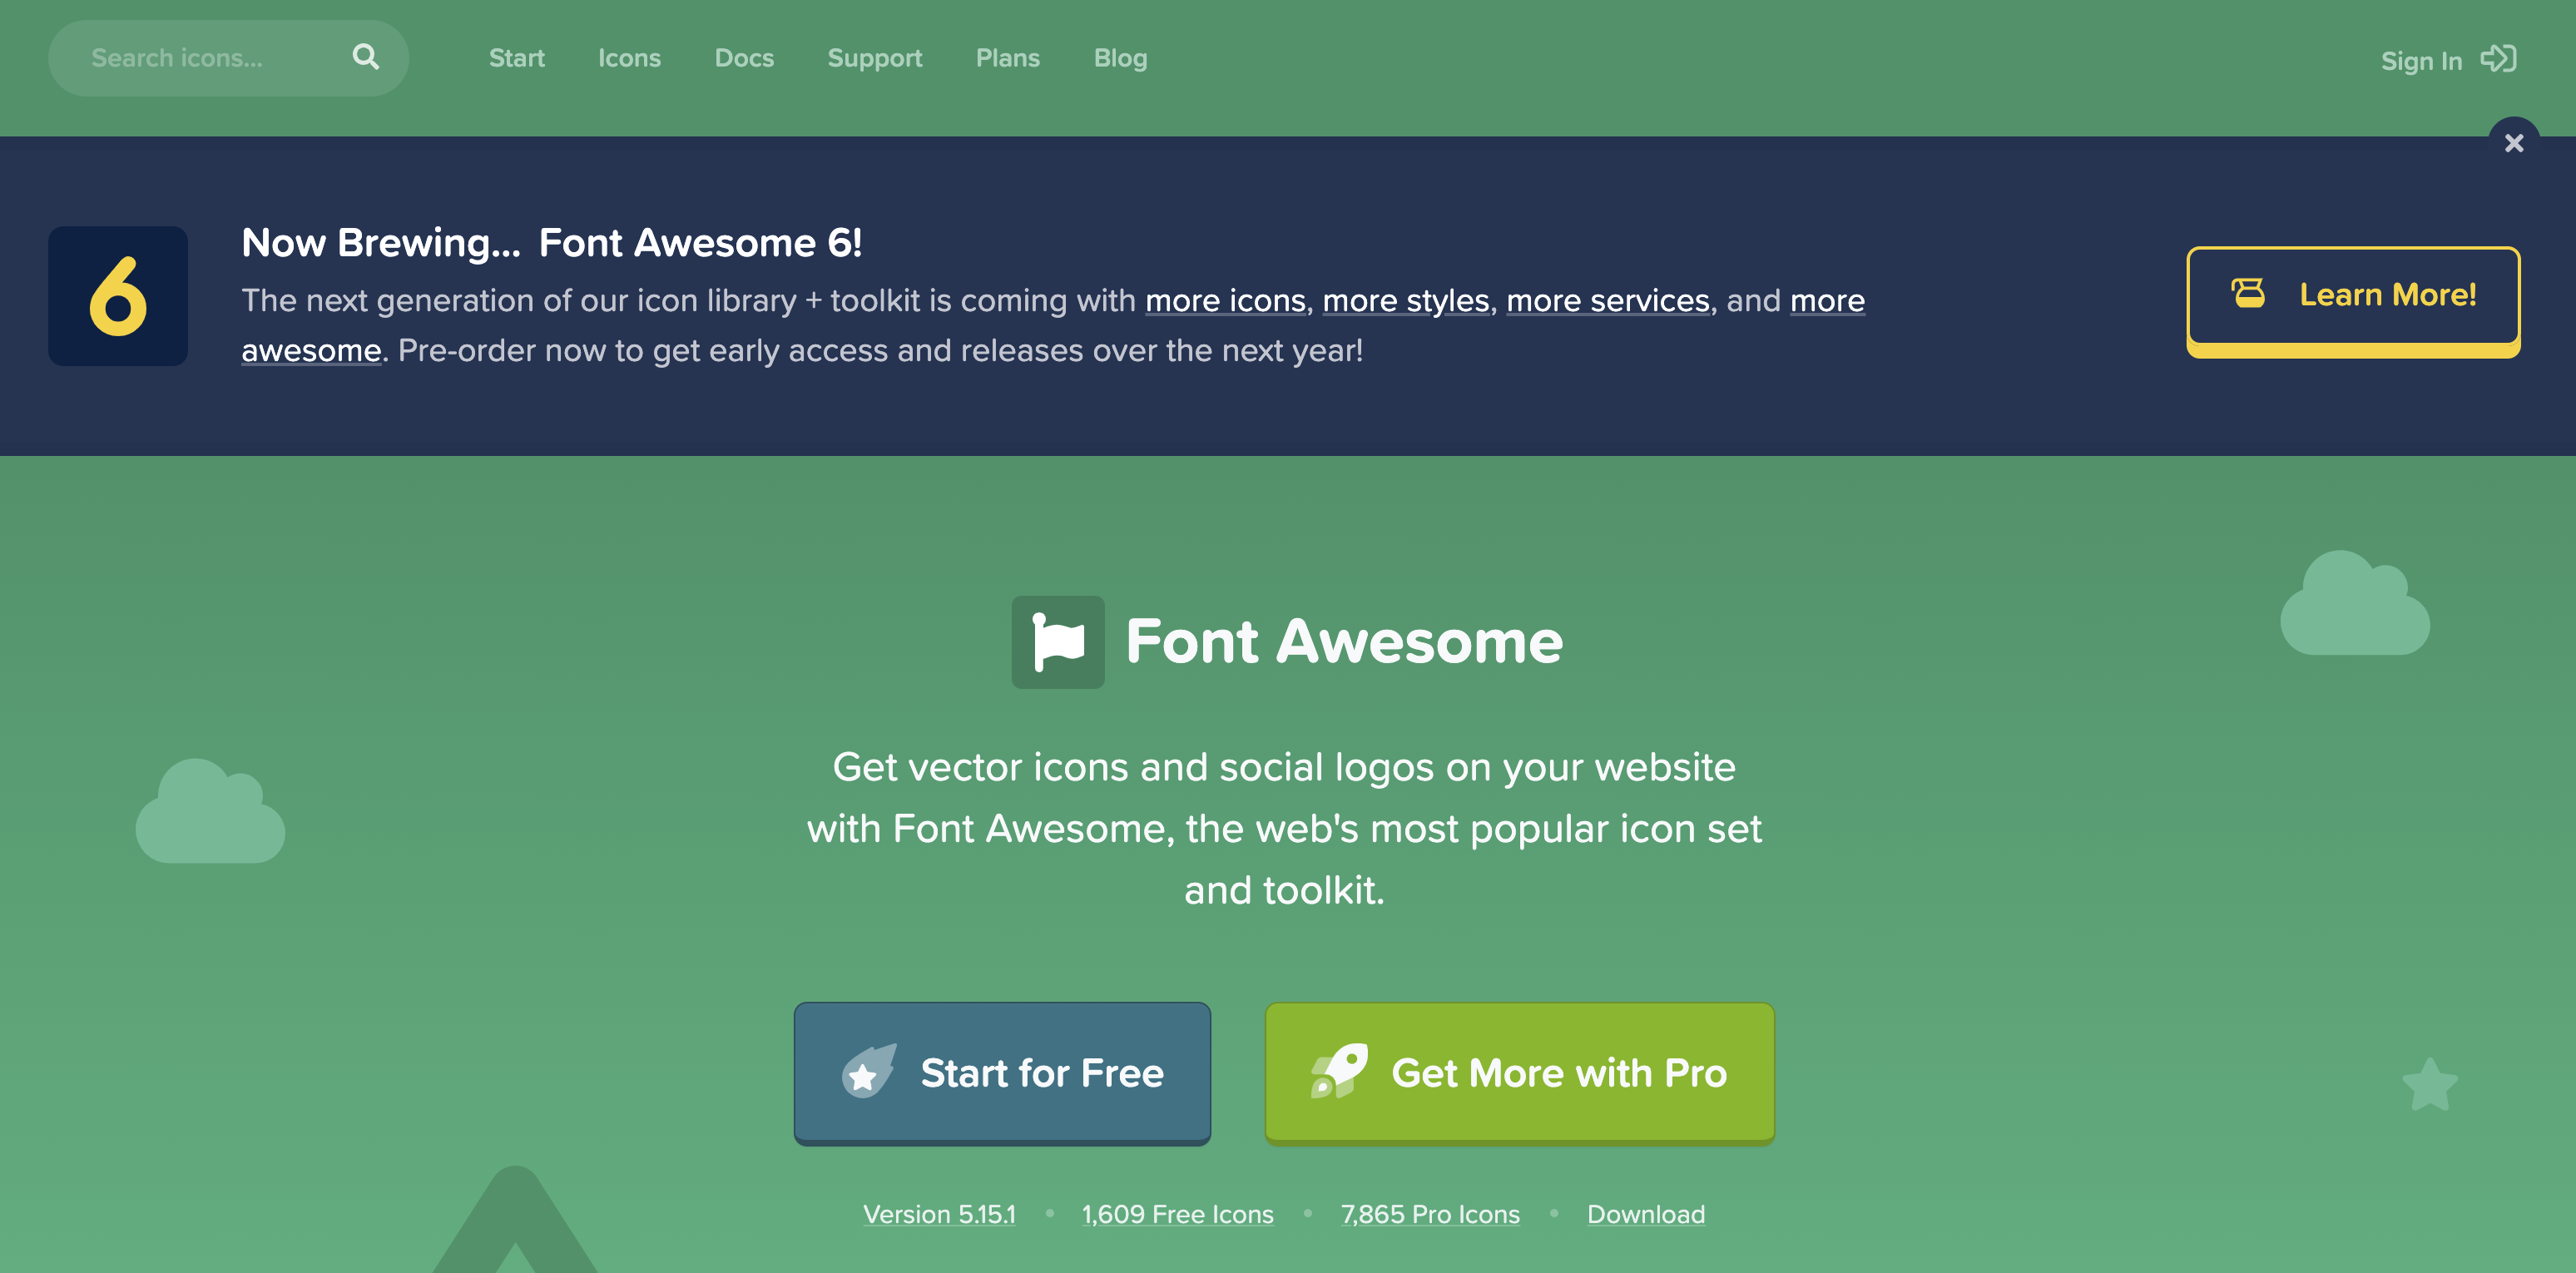 Search icons...
Start
Icons
Docs
Support
Plans
Blog
Sign In
6
Now Brewing... Font Awesome 6!
The next generation of our icon library + toolkit is coming with more icons, more styles, more services, and more
awesome. Pre-order now to get early access and releases over the next year!
Learn More!
Font Awesome
Get vector icons and social logos on your website
with Font Awesome, the web's most popular icon set
and toolkit.
Start for Free
Get More with Pro
Version 5.15.1
1,609 Free Icons
7,865 Pro Icons
Download